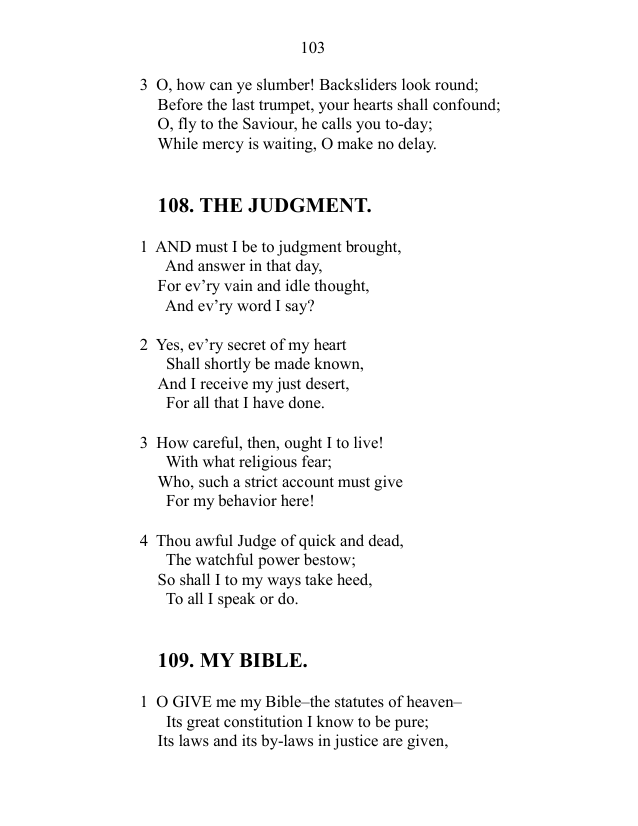 103
3 O, how can ye slumber! Backsliders look round;
Before the last trumpet, your hearts shall confound;
O, fly to the Saviour, he calls you to-day;
While mercy is waiting, O make no delay.
108. THE JUDGMENT.
1 AND must I be to judgment brought,
And answer in that day,
For ev’ry vain and idle thought,
And ev’ry word I say?
2 Yes, ev’ry secret of my heart
Shall shortly be made known,
And I receive my just desert,
For all that I have done.
3 How careful, then, ought I to live!
With what religious fear;
Who, such a strict account must give
For my behavior here!
4 Thou awful Judge of quick and dead,
The watchful power bestow;
So shall I to my ways take heed,
To all I speak or do.
109. MY BIBLE.
1 O GIVE me my Bible–the statutes of heaven–
Its great constitution I know to be pure;
Its laws and its by-laws in justice are given,